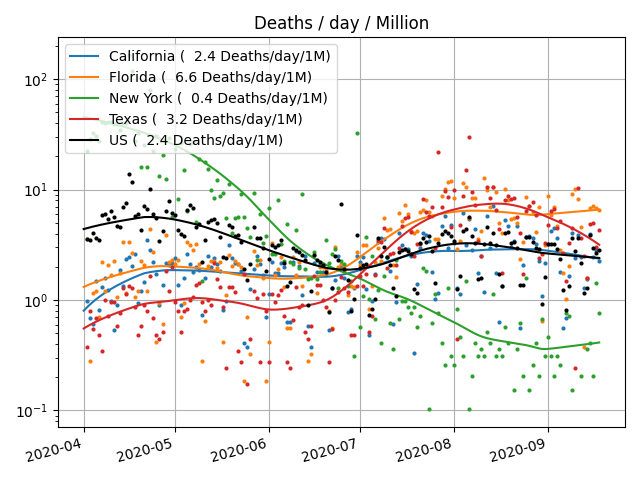 Deaths / day / Million
California (  2.4 Deaths/day/1M)
Florida (  6.6 Deaths/day/1M)
New York (  0.4 Deaths/day/1M)
Texas (  3.2 Deaths/day/1M)
US (  2.4 Deaths/day/1M)
10²
10¹
10⁰
10⁻¹
2020-04 2020-05 2020-06 2020-07 2020-08 2020-09